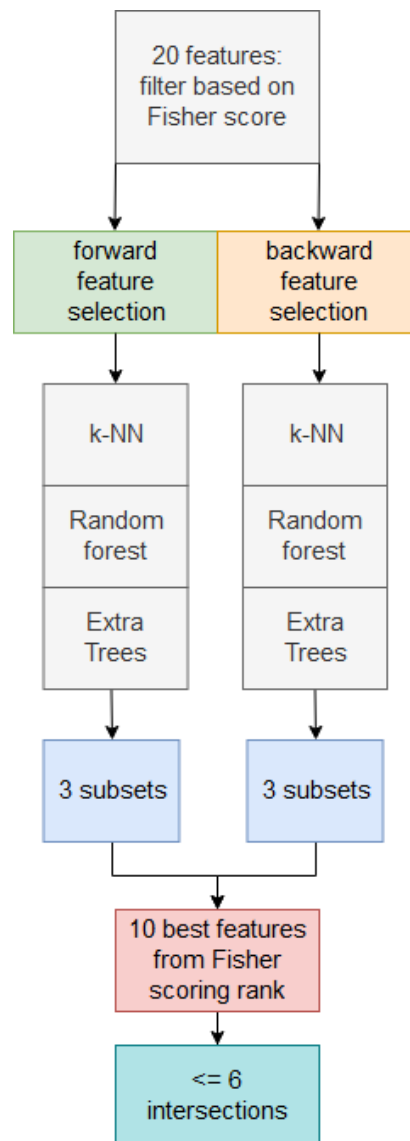 20 features:
filter based on
Fisher score
forward
feature
selection
backward
feature
selection
k-NN
Random
forest
Extra
Trees
k-NN
Random
forest
Extra
Trees
3 subsets
3 subsets
10 best features
from Fisher
scoring rank
<= 6
intersections